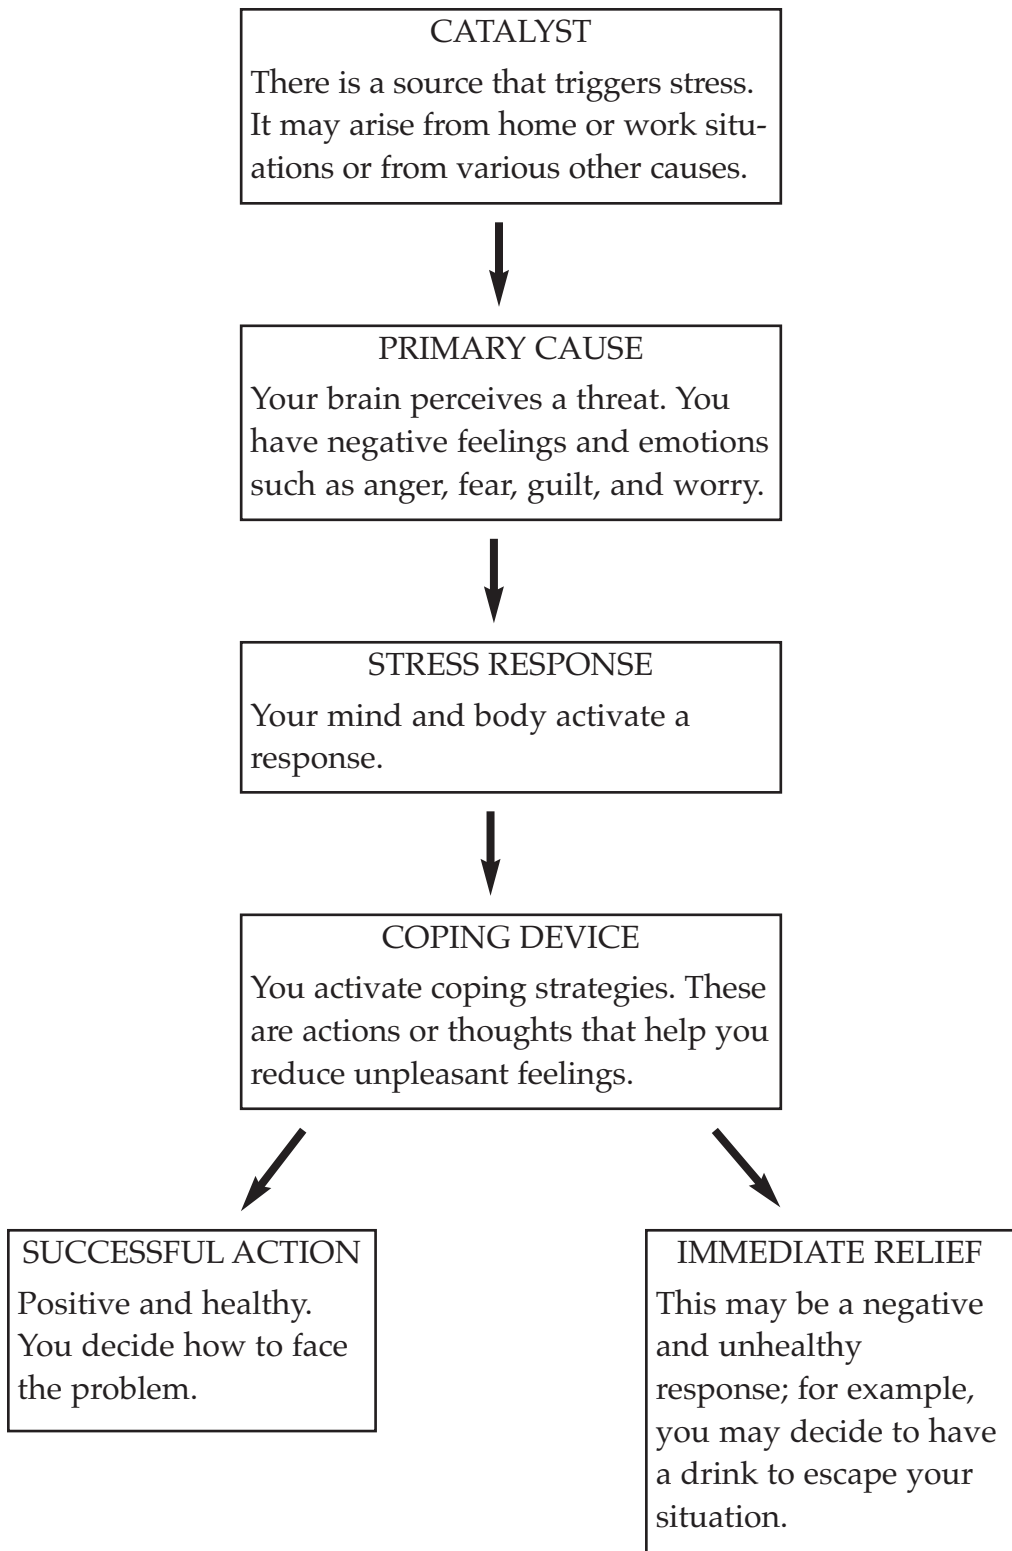 CATALYST
There is a source that triggers stress.
It may arise from home or work situ-
ations or from various other causes.
PRIMARY CAUSE
Your brain perceives a threat. You
have negative feelings and emotions
such as anger, fear, guilt, and worry.
STRESS RESPONSE
Your mind and body activate a
response.
COPING DEVICE
You activate coping strategies. These
are actions or thoughts that help you
reduce unpleasant feelings.
SUCCESSFUL ACTION
Positive and healthy.
You decide how to face
the problem.
IMMEDIATE RELIEF
This may be a negative
and unhealthy
response; for example,
you may decide to have
a drink to escape your
situation.